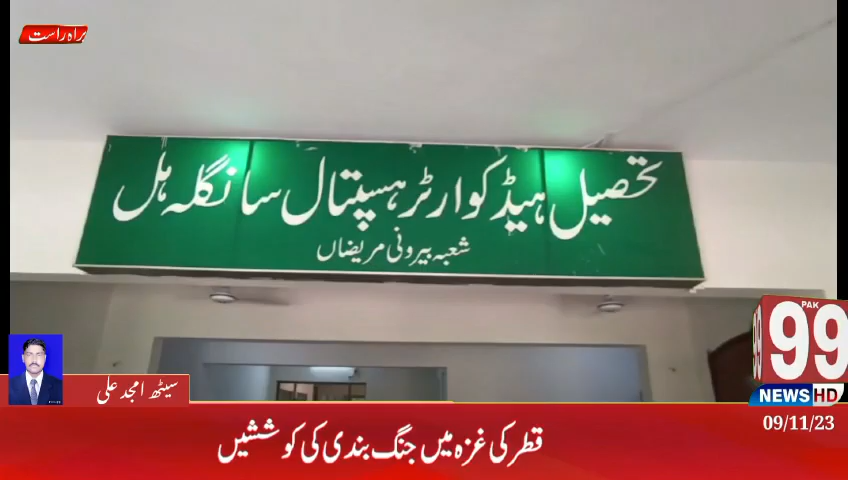 براہ راست
تحصیل ہیڈ کوارٹر ہسپتال سانگلہ ہل
شعبہ بیرونی مریضاں
PAK
99
99
NEWS HD
سیٹھ امجد علی
09/11/23
قطر کی غزہ میں جنگ بندی کی کوششیں